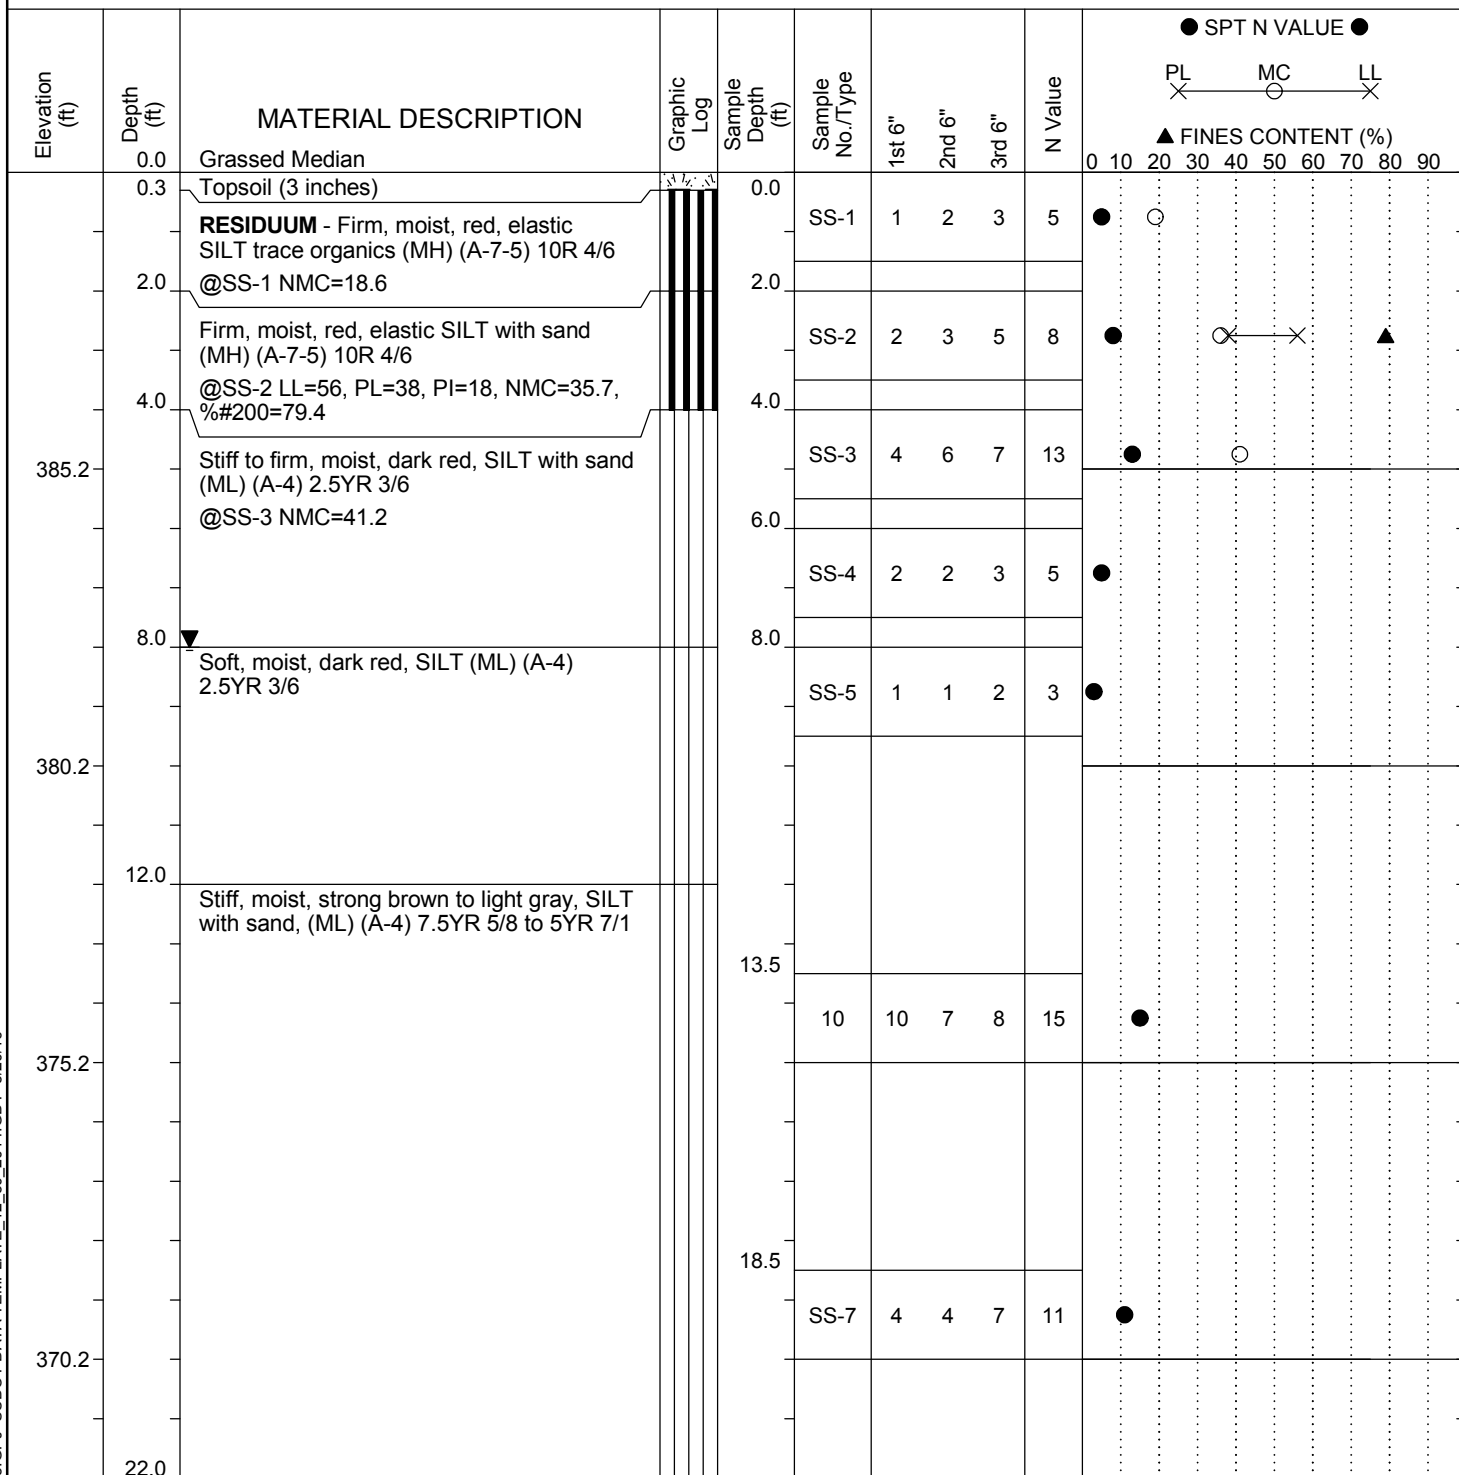 ● SPT N VALUE ●
PL MC LL
▲ FINES CONTENT (%)
0 10 20 30 40 50 60 70 80 90
Elevation (ft)
Depth (ft)
MATERIAL DESCRIPTION
Graphic Log
Sample Depth (ft)
Sample No./Type
1st 6"
2nd 6"
3rd 6"
N Value
0.0 Grassed Median
0.3 Topsoil (3 inches) 0.0
RESIDUUM - Firm, moist, red, elastic
SILT trace organics (MH) (A-7-5) 10R 4/6
@SS-1 NMC=18.6
SS-1 1 2 3 5
2.0 2.0
Firm, moist, red, elastic SILT with sand
(MH) (A-7-5) 10R 4/6
SS-2 2 3 5 8
@SS-2 LL=56, PL=38, PI=18, NMC=35.7,
%#200=79.4
4.0 4.0
Stiff to firm, moist, dark red, SILT with sand
(ML) (A-4) 2.5YR 3/6
SS-3 4 6 7 13
385.2
@SS-3 NMC=41.2
6.0
SS-4 2 2 3 5
8.0 8.0
Soft, moist, dark red, SILT (ML) (A-4)
2.5YR 3/6
SS-5 1 1 2 3
380.2
12.0
Stiff, moist, strong brown to light gray, SILT
with sand, (ML) (A-4) 7.5YR 5/8 to 5YR 7/1
13.5
10 10 7 8 15
375.2
18.5
SS-7 4 4 7 11
370.2
22.0